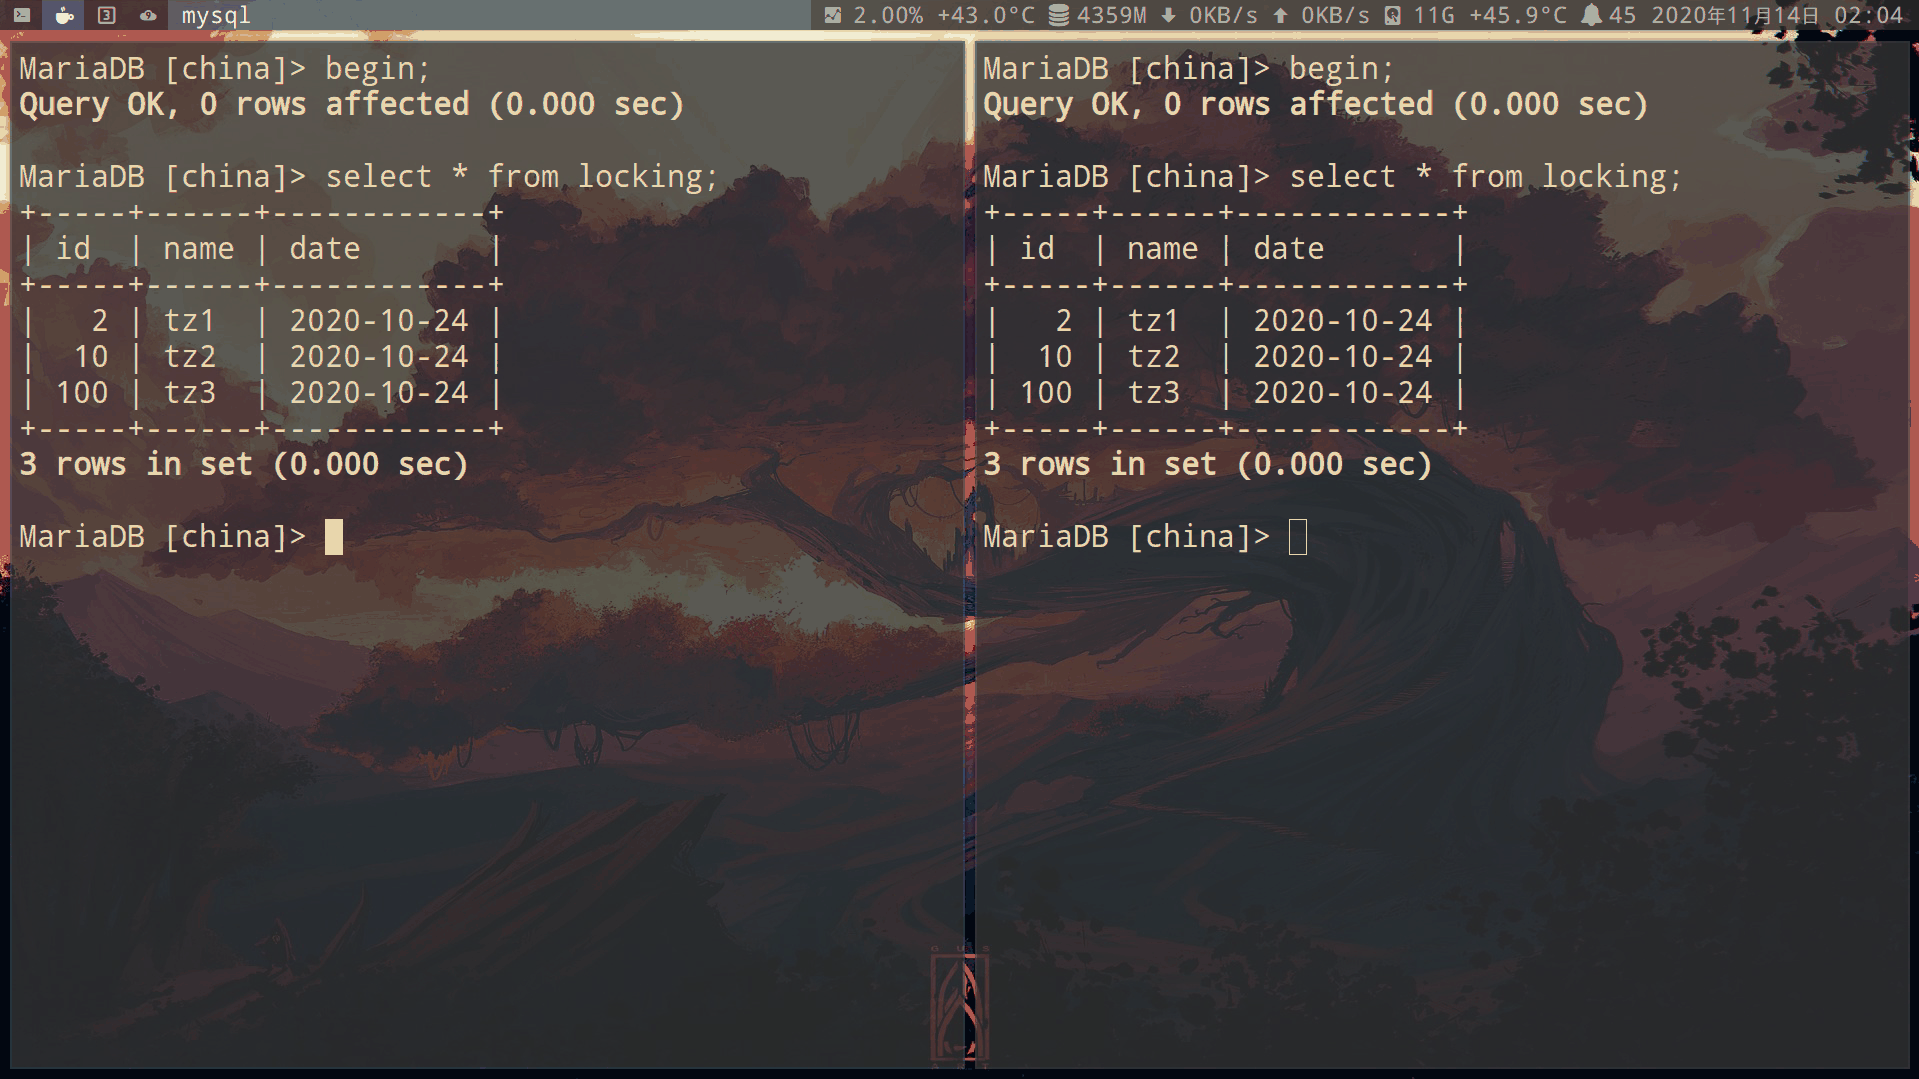 mysql
2.00% +43.0°C 4359M 0KB/s 0KB/s 11G +45.9°C 45 2020年11月14日 02:04
MariaDB [china]> begin;
Query OK, 0 rows affected (0.000 sec)
MariaDB [china]> select * from locking;
+-----+------+------------+
| id  | name | date       |
+-----+------+------------+
|   2 | tz1  | 2020-10-24 |
|  10 | tz2  | 2020-10-24 |
| 100 | tz3  | 2020-10-24 |
+-----+------+------------+
3 rows in set (0.000 sec)
MariaDB [china]>
MariaDB [china]> begin;
Query OK, 0 rows affected (0.000 sec)
MariaDB [china]> select * from locking;
+-----+------+------------+
| id  | name | date       |
+-----+------+------------+
|   2 | tz1  | 2020-10-24 |
|  10 | tz2  | 2020-10-24 |
| 100 | tz3  | 2020-10-24 |
+-----+------+------------+
3 rows in set (0.000 sec)
MariaDB [china]>